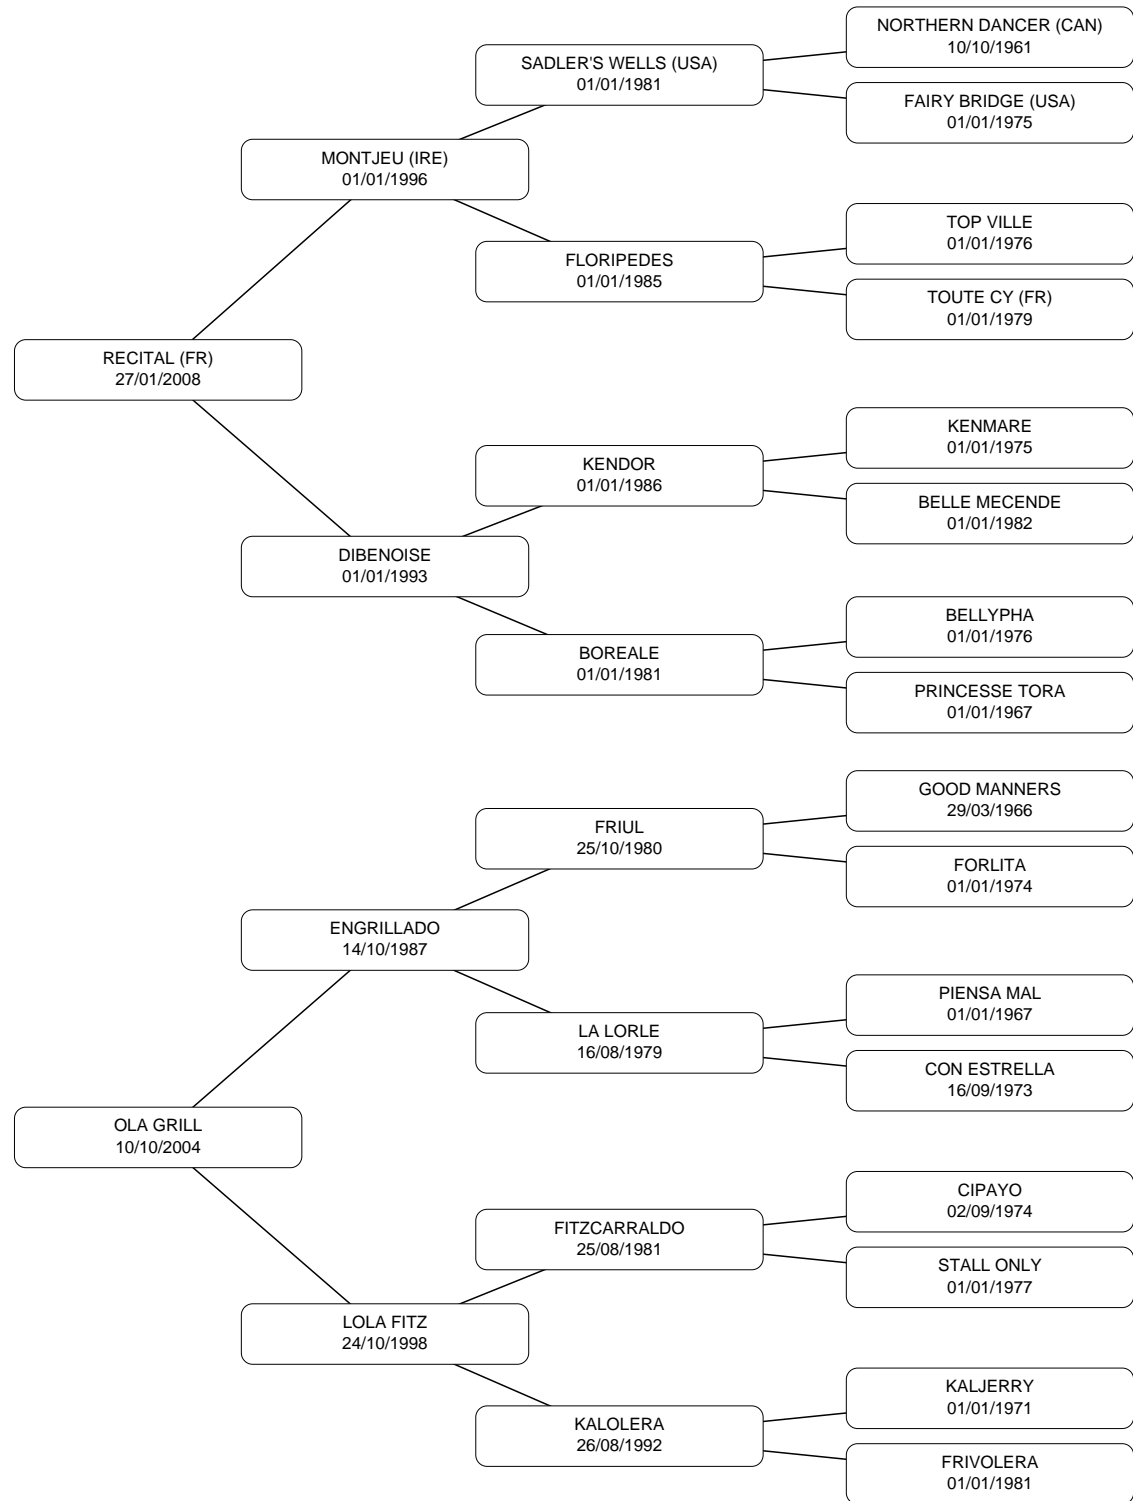 NORTHERN DANCER (CAN)
10/10/1961
SADLER'S WELLS (USA)
01/01/1981
FAIRY BRIDGE (USA)
01/01/1975
MONTJEU (IRE)
01/01/1996
TOP VILLE
01/01/1976
FLORIPEDES
01/01/1985
TOUTE CY (FR)
01/01/1979
RECITAL (FR)
27/01/2008
KENMARE
01/01/1975
KENDOR
01/01/1986
BELLE MECENDE
01/01/1982
DIBENOISE
01/01/1993
BELLYPHA
01/01/1976
BOREALE
01/01/1981
PRINCESSE TORA
01/01/1967
GOOD MANNERS
29/03/1966
FRIUL
25/10/1980
FORLITA
01/01/1974
ENGRILLADO
14/10/1987
PIENSA MAL
01/01/1967
LA LORLE
16/08/1979
CON ESTRELLA
16/09/1973
OLA GRILL
10/10/2004
CIPAYO
02/09/1974
FITZCARRALDO
25/08/1981
STALL ONLY
01/01/1977
LOLA FITZ
24/10/1998
KALJERRY
01/01/1971
KALOLERA
26/08/1992
FRIVOLERA
01/01/1981